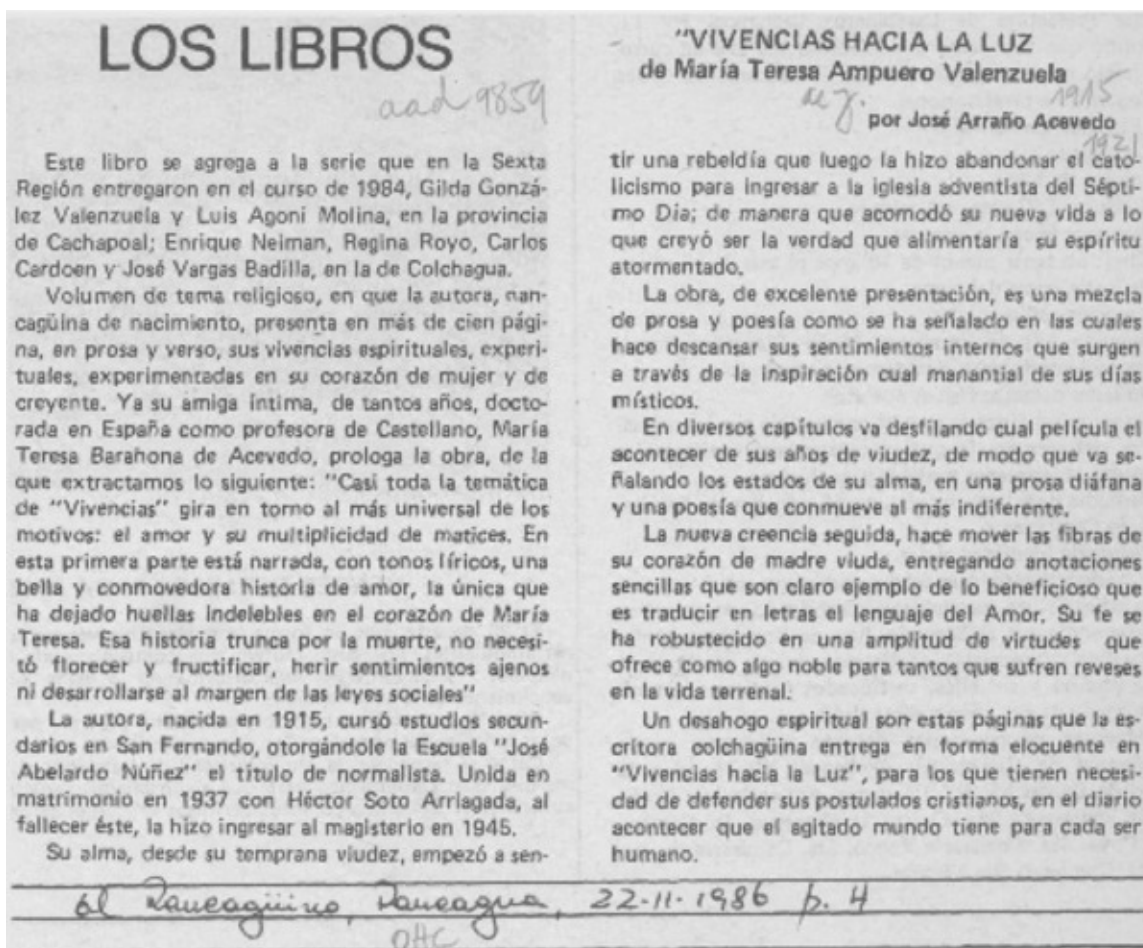 LOS LIBROS
aad 9859
Este libro se agrega a la serie que en la Sexta
Región entregaron en el curso de 1984, Gilda Gonzá-
lez Valenzuela y Luis Agoni Molina, en la provincia
de Cachapoal; Enrique Neiman, Regina Royo, Carlos
Cardoen y José Vargas Badilla, en la de Colchagua.
Volumen de tema religioso, en que la autora, nan-
cagüina de nacimiento, presenta en más de cien pági-
na, en prosa y verso, sus vivencias espirituales, experi-
tuales, experimentadas en su corazón de mujer y de
creyente. Ya su amiga íntima, de tantos años, docto-
rada en España como profesora de Castellano, María
Teresa Barahona de Acevedo, prologa la obra, de la
que extractamos lo siguiente: "Casi toda la temática
de "Vivencias" gira en torno al más universal de los
motivos: el amor y su multiplicidad de matices. En
esta primera parte está narrada, con tonos líricos, una
bella y conmovedora historia de amor, la única que
ha dejado huellas indelebles en el corazón de María
Teresa. Esa historia trunca por la muerte, no necesi-
tó florecer y fructificar, herir sentimientos ajenos
ni desarrollarse al margen de las leyes sociales"
La autora, nacida en 1915, cursó estudios secun-
darios en San Fernando, otorgándole la Escuela "José
Abelardo Núñez" el título de normalista. Unida en
matrimonio en 1937 con Héctor Soto Arriagada, al
fallecer éste, la hizo ingresar al magisterio en 1945.
Su alma, desde su temprana viudez, empezó a sen-
"VIVENCIAS HACIA LA LUZ
de María Teresa Ampuero Valenzuela
1915
por José Arraño Acevedo
1921
tir una rebeldía que luego la hizo abandonar el cato-
licismo para ingresar a la iglesia adventista del Sépti-
mo Día; de manera que acomodó su nueva vida a lo
que creyó ser la verdad que alimentaría su espíritu
atormentado.
La obra, de excelente presentación, es una mezcla
de prosa y poesía como se ha señalado en las cuales
hace descansar sus sentimientos internos que surgen
a través de la inspiración cual manantial de sus días
místicos.
En diversos capítulos va desfilando cual película el
acontecer de sus años de viudez, de modo que va se-
ñalando los estados de su alma, en una prosa diáfana
y una poesía que conmueve al más indiferente.
La nueva creencia seguida, hace mover las fibras de
su corazón de madre viuda, entregando anotaciones
sencillas que son claro ejemplo de lo beneficioso que
es traducir en letras el lenguaje del Amor. Su fe se
ha robustecido en una amplitud de virtudes que
ofrece como algo noble para tantos que sufren reveses
en la vida terrenal.
Un desahogo espiritual son estas páginas que la es-
critora colchagüina entrega en forma elocuente en
"Vivencias hacia la Luz", para los que tienen necesi-
dad de defender sus postulados cristianos, en el diario
acontecer que el agitado mundo tiene para cada ser
humano.
El Rancagüino, Rancagua, 22-11-1986 p. 4